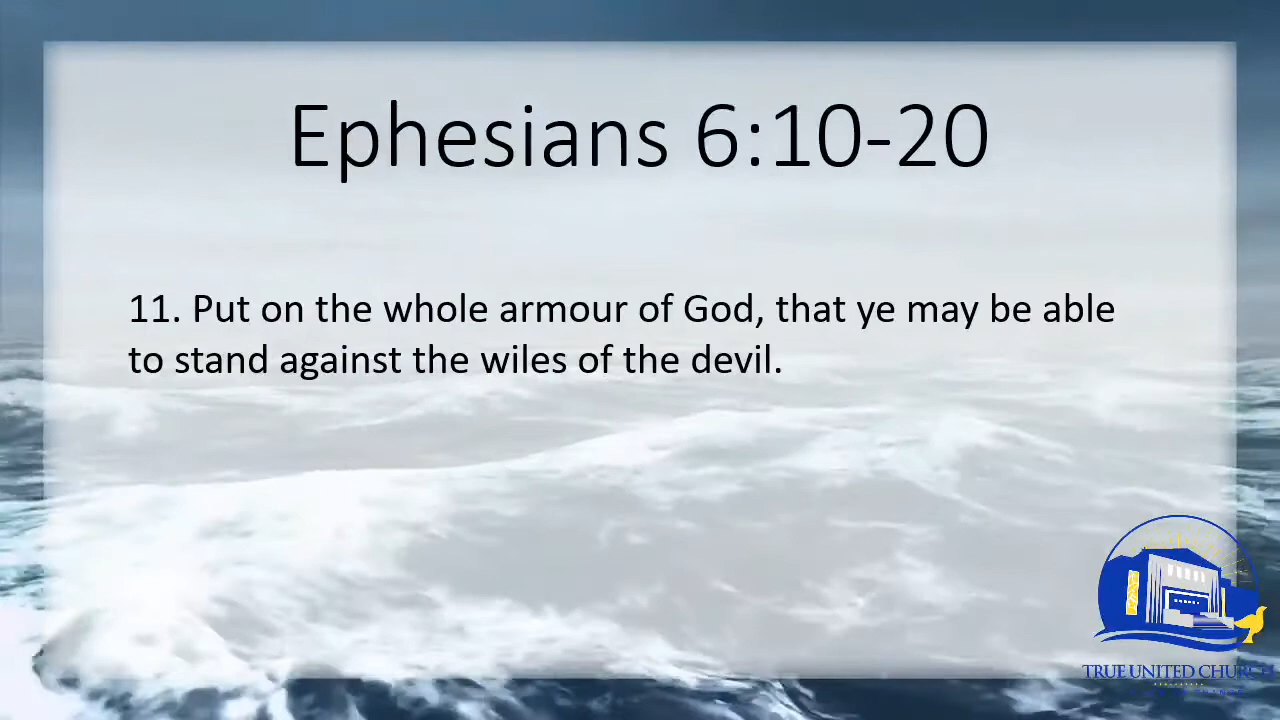 Ephesians 6:10-20
11. Put on the whole armour of God, that ye may be able
to stand against the wiles of the devil.
TRUE UNITED CHURCH